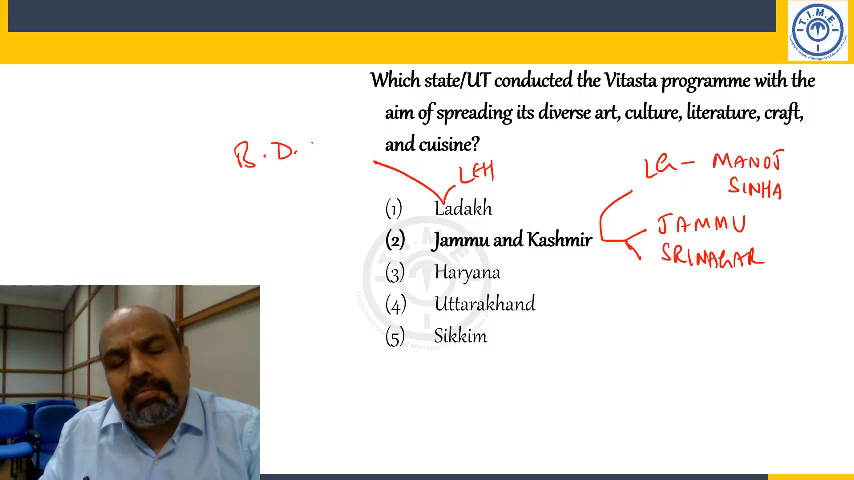 T.I.M.E.
Which state/UT conducted the Vitasta programme with the
aim of spreading its diverse art, culture, literature, craft,
and cuisine?
B. D.
LEH
LG - MANOJ
SINHA
(1) Ladakh
JAMMU
(2) Jammu and Kashmir
SRINAGAR
(3) Haryana
(4) Uttarakhand
(5) Sikkim
T.I.M.E.